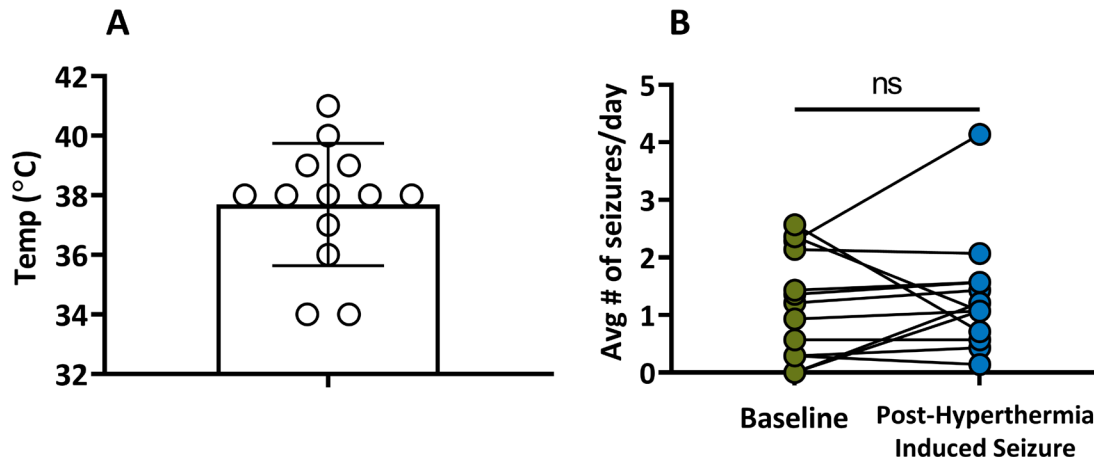 A
Temp (°C)
42
40
38
36
34
32
B
ns
Avg # of seizures/day
5
4
3
2
1
0
Baseline
Post-Hyperthermia
Induced Seizure